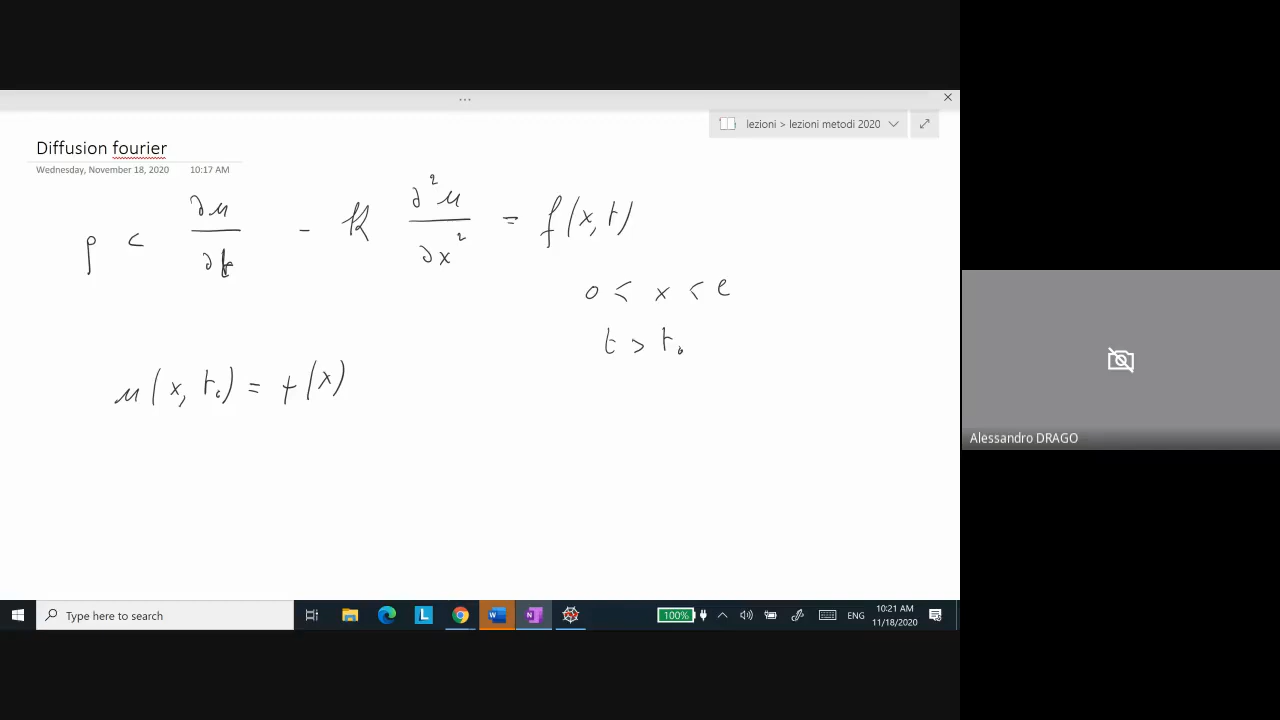 lezioni > lezioni metodi 2020
Diffusion fourier
Wednesday, November 18, 2020 10:17 AM
ρ c ∂u/∂t - k ∂²u/∂x² = f(x,t)
0 < x < l
t > t₀
u(x, t₀) = f(x)
Alessandro DRAGO
Type here to search
100%
ENG
10:21 AM
11/18/2020